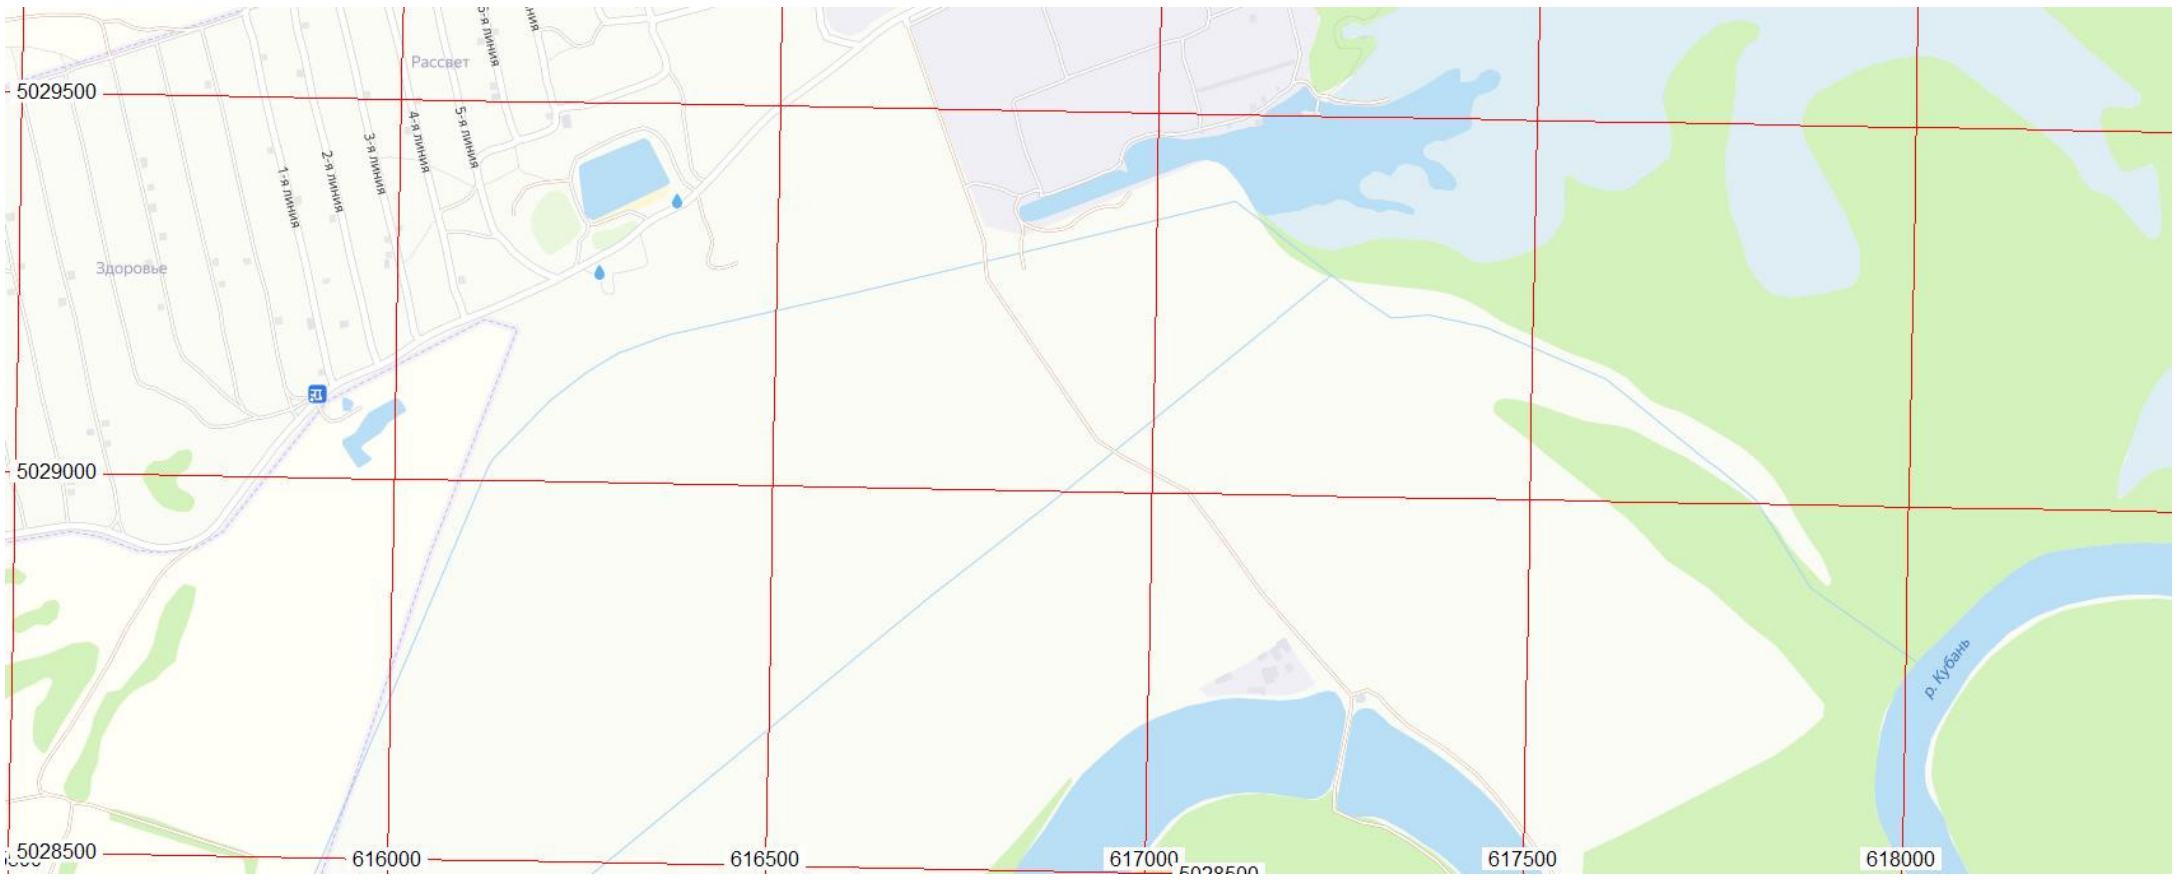 6-я линия
Рассвет
5029500
5-я линия
4-я линия
3-я линия
2-я линия
1-я линия
Здоровье
5029000
р. Кубань
5028500
616000
616500
617000
617500
618000
5028500